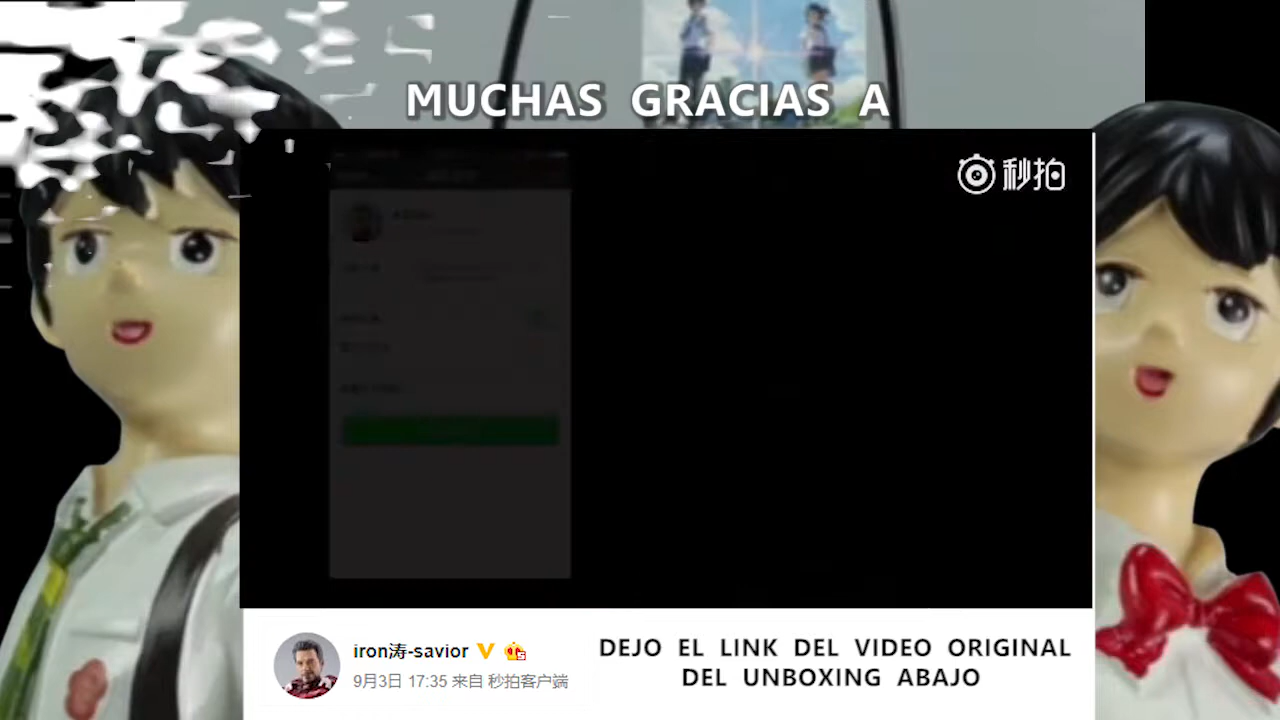 MUCHAS GRACIAS A
秒拍
iron涛-savior
9月3日 17:35 来自 秒拍客户端
DEJO EL LINK DEL VIDEO ORIGINAL
DEL UNBOXING ABAJO